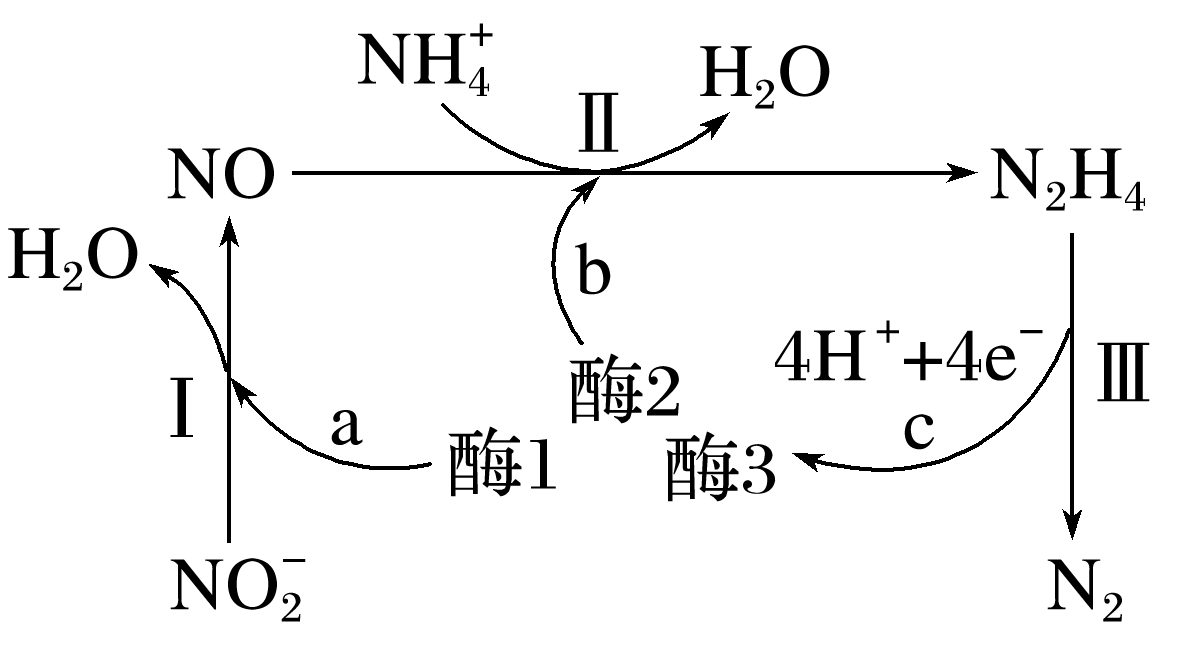 NH₄⁺
H₂O
Ⅱ
NO
N₂H₄
H₂O
b
4H⁺+4e⁻
Ⅲ
酶2
Ⅰ
a
c
酶1
酶3
NO₂⁻
N₂